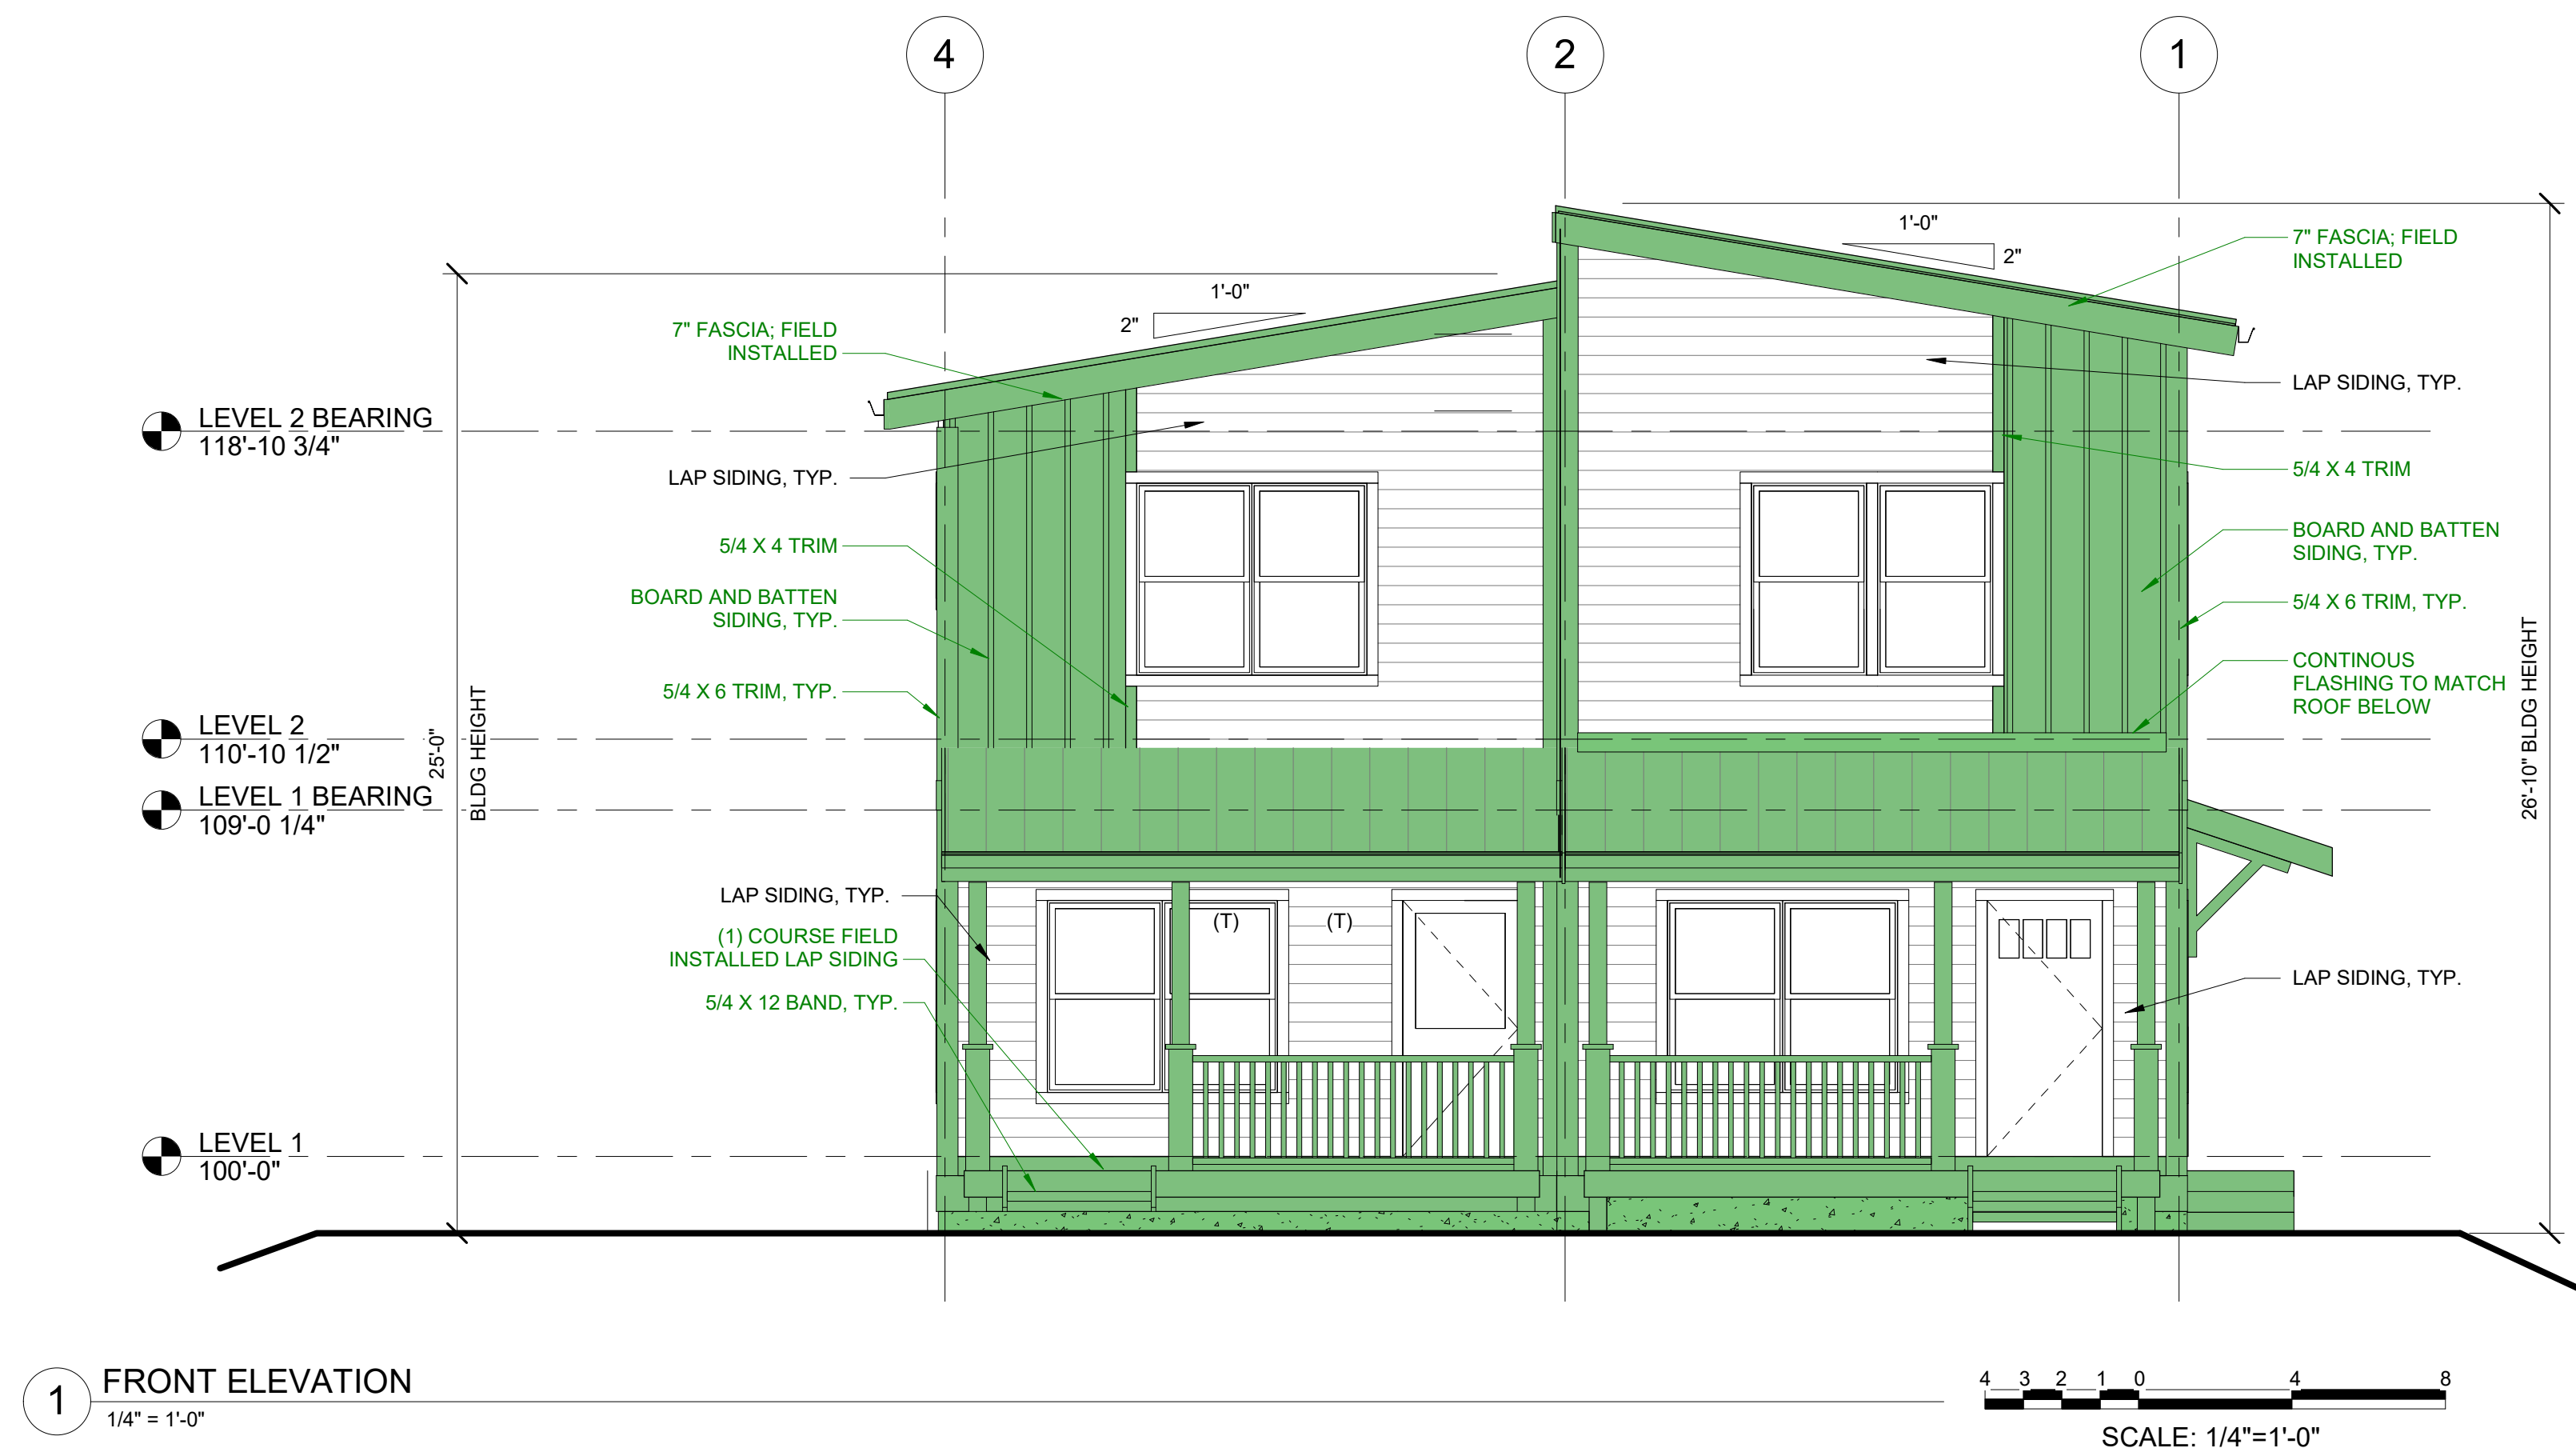 4
2
1
1'-0"
2"
7" FASCIA; FIELD
INSTALLED
1'-0"
2"
7" FASCIA; FIELD
INSTALLED
LAP SIDING, TYP.
LEVEL 2 BEARING
118'-10 3/4"
LAP SIDING, TYP.
5/4 X 4 TRIM
5/4 X 4 TRIM
BOARD AND BATTEN
SIDING, TYP.
BOARD AND BATTEN
SIDING, TYP.
5/4 X 6 TRIM, TYP.
5/4 X 6 TRIM, TYP.
CONTINOUS
FLASHING TO MATCH
ROOF BELOW
LEVEL 2
110'-10 1/2"
25'-0"
BLDG HEIGHT
26'-10" BLDG HEIGHT
LEVEL 1 BEARING
109'-0 1/4"
LAP SIDING, TYP.
(T)
(T)
(1) COURSE FIELD
INSTALLED LAP SIDING
LAP SIDING, TYP.
5/4 X 12 BAND, TYP.
LEVEL 1
100'-0"
1
FRONT ELEVATION
1/4" = 1'-0"
4 3 2 1 0 4 8
SCALE: 1/4"=1'-0"